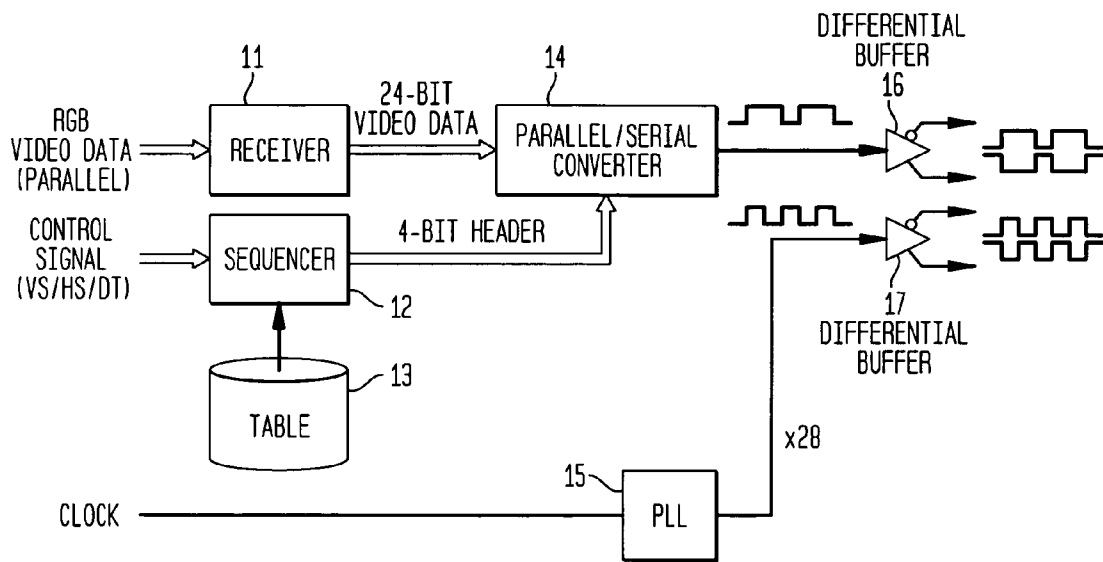 DIFFERENTIAL
BUFFER
16
11
24-BIT
VIDEO DATA
14
RGB
VIDEO DATA
(PARALLEL)
RECEIVER
PARALLEL/SERIAL
CONVERTER
CONTROL
SIGNAL
(VS/HS/DT)
SEQUENCER
4-BIT HEADER
12
17
DIFFERENTIAL
BUFFER
13
TABLE
x28
15
CLOCK
PLL